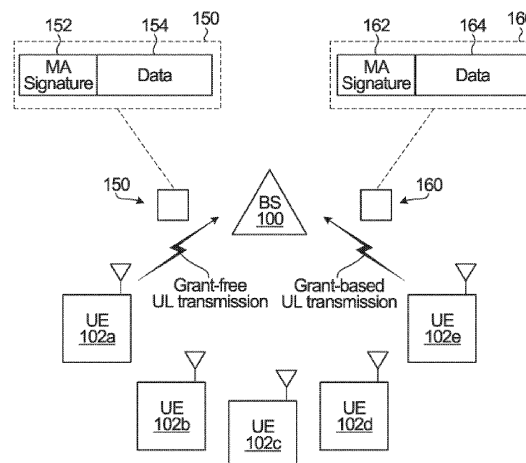 152 154 150
MA Signature Data
162 164 160
MA Signature Data
150
BS 100
160
Grant-free UL transmission
Grant-based UL transmission
UE 102a
UE 102e
UE 102b
UE 102c
UE 102d